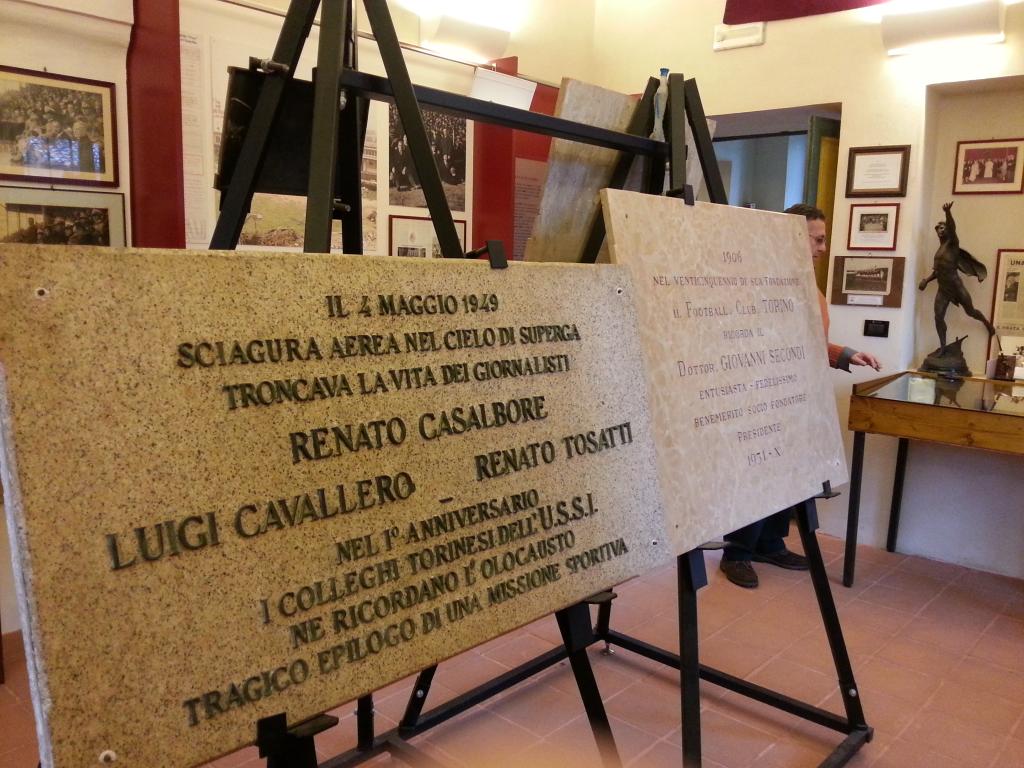 IL 4 MAGGIO 1949
SCIAGURA AEREA NEL CIELO DI SUPERGA
TRONCAVA LA VITA DEI GIORNALISTI
RENATO CASALBORE
LUIGI CAVALLERO _ RENATO TOSATTI
NEL 1° ANNIVERSARIO
I COLLEGHI TORINESI DELL'U.S.S.I.
NE RICORDANO L'OLOCAUSTO
TRAGICO EPILOGO DI UNA MISSIONE SPORTIVA
1906
NEL VENTICINQUENNIO DI SUA FONDAZIONE
IL FOOTBALL CLUB TORINO
RICORDA IL
DOTTOR GIOVANNI SECONDI
ENTUSIASTA - FEDELISSIMO
BENEMERITO SOCIO FONDATORE
PRESIDENTE
1931 - X
UNA